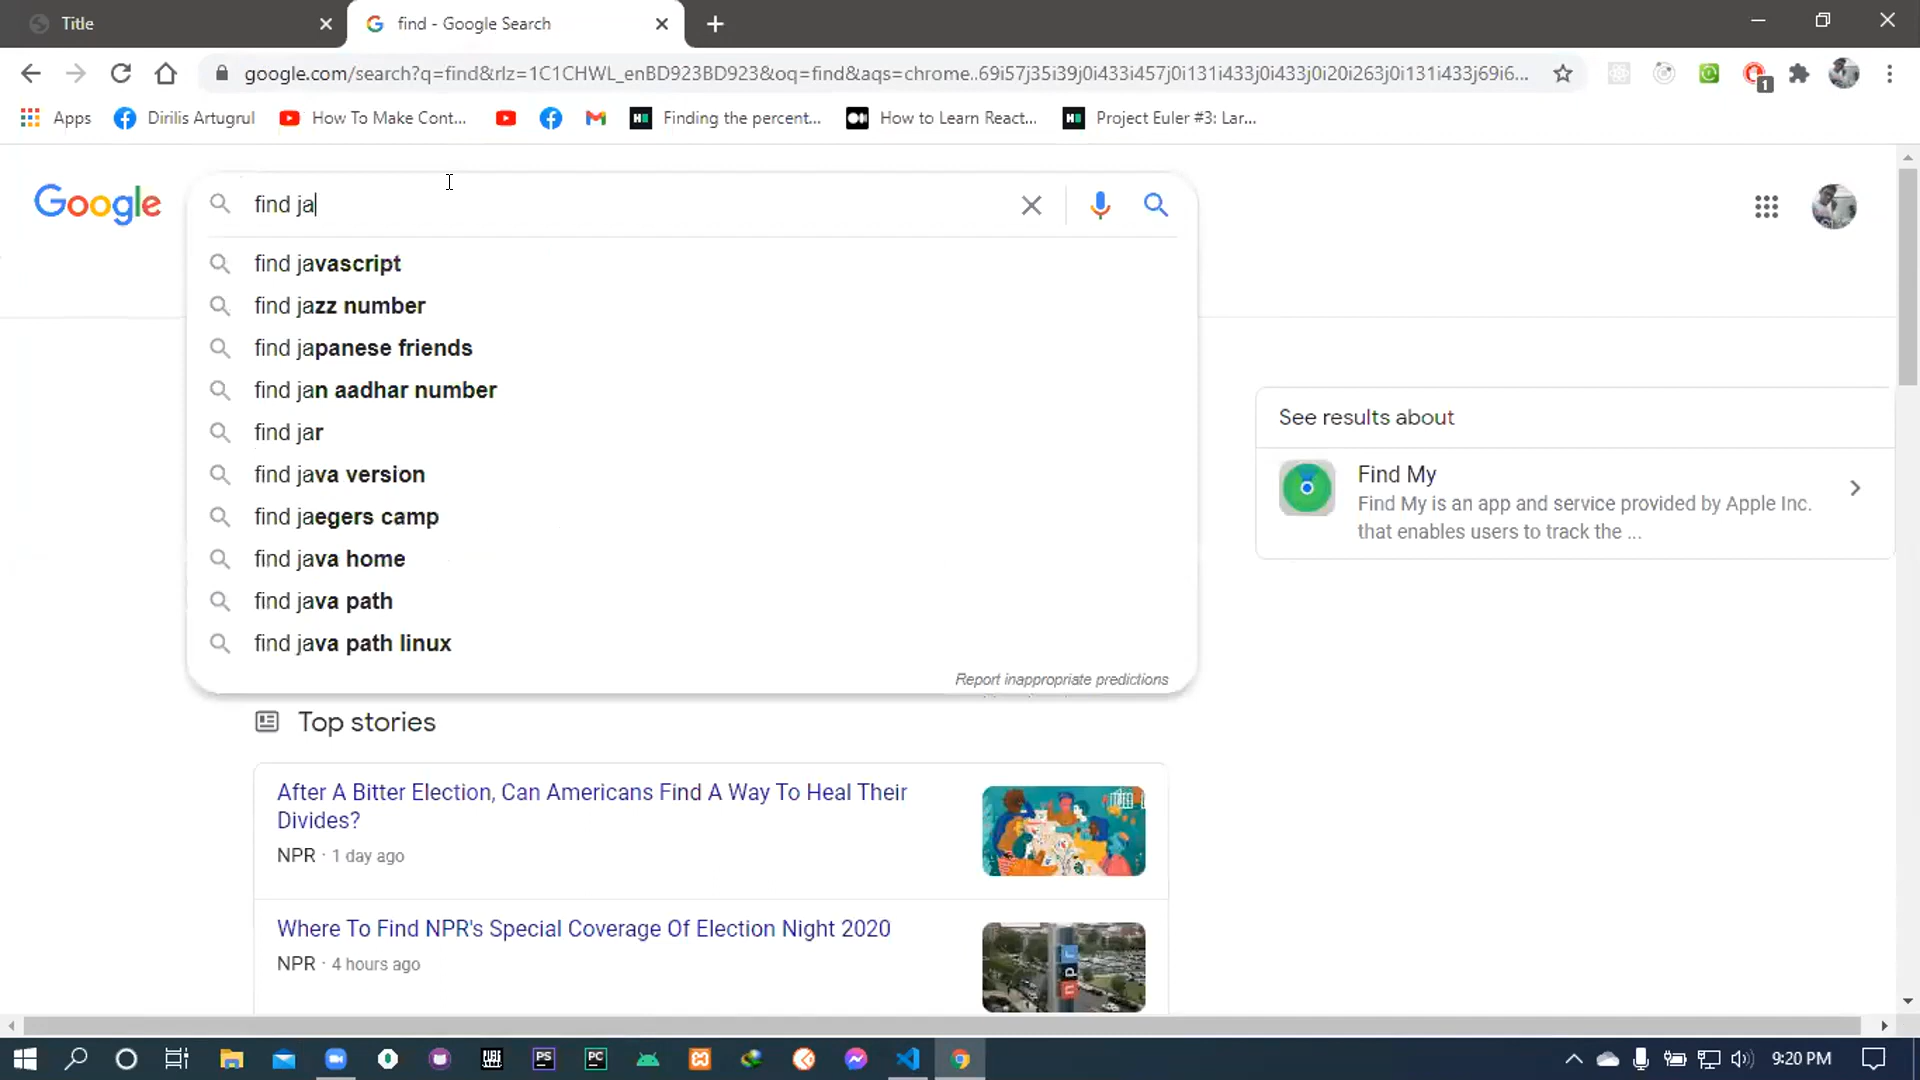 Title
find - Google Search
google.com/search?q=find&rlz=1C1CHWL_enBD923BD923&oq=find&aqs=chrome..69i57j35i39j0i433i457j0i131i433j0i433j0i20i263j0i131i433j69i6...
1
Apps
Dirilis Artugrul
How To Make Cont...
Finding the percent...
How to Learn React...
Project Euler #3: Lar...
Google
find ja
find javascript
find jazz number
find japanese friends
find jan aadhar number
find jar
find java version
find jaegers camp
find java home
find java path
find java path linux
Report inappropriate predictions
See results about
Find My
Find My is an app and service provided by Apple Inc.
that enables users to track the ...
Top stories
After A Bitter Election, Can Americans Find A Way To Heal Their
Divides?
NPR · 1 day ago
Where To Find NPR's Special Coverage Of Election Night 2020
NPR · 4 hours ago
npr
PS
PC
9:20 PM